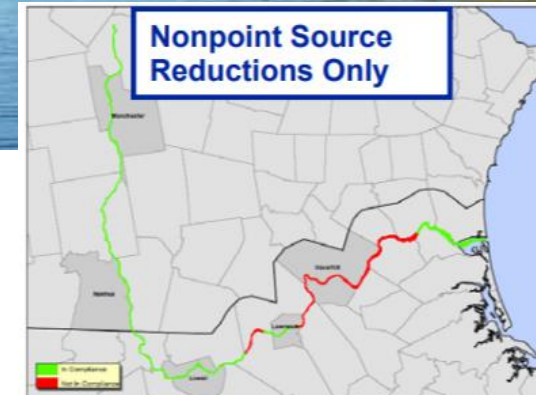 Nonpoint Source
Reductions Only
Manchester
Nashua
Haverhill
Lawrence
Lowell
In Compliance
Not In Compliance